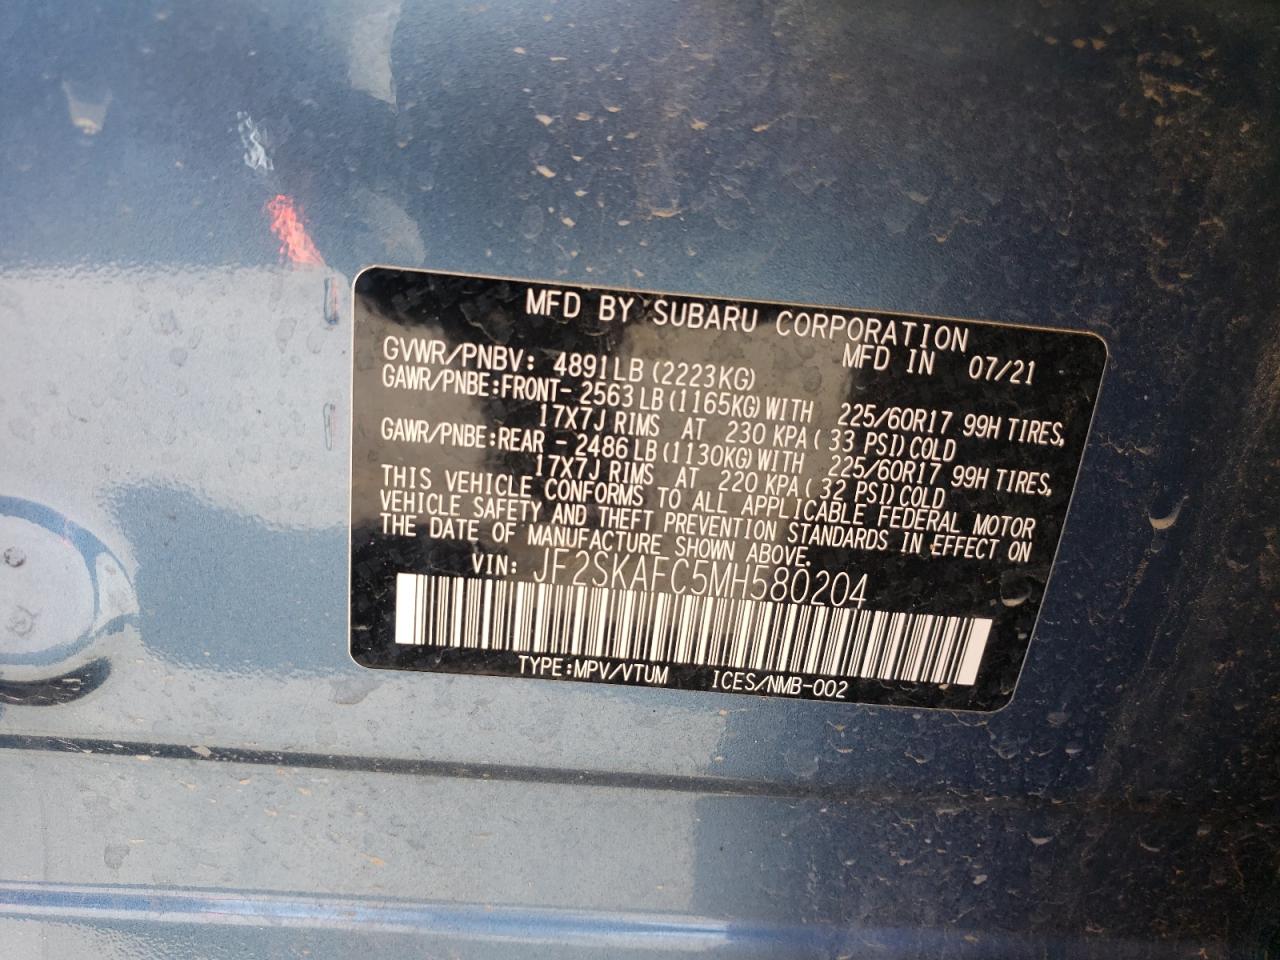 MFD BY SUBARU CORPORATION
MFD IN 07/21
GVWR/PNBV: 4891LB (2223KG)
GAWR/PNBE:FRONT- 2563 LB (1165KG) WITH 225/60R17 99H TIRES,
17X7J RIMS AT 230 KPA ( 33 PSI) COLD
GAWR/PNBE:REAR - 2486 LB (1130KG) WITH 225/60R17 99H TIRES,
17X7J RIMS AT 220 KPA ( 32 PSI) COLD
THIS VEHICLE CONFORMS TO ALL APPLICABLE FEDERAL MOTOR
VEHICLE SAFETY AND THEFT PREVENTION STANDARDS IN EFFECT ON
THE DATE OF MANUFACTURE SHOWN ABOVE.
VIN: JF2SKAFC5MH580204
TYPE:MPV/VTUM ICES/NMB-002